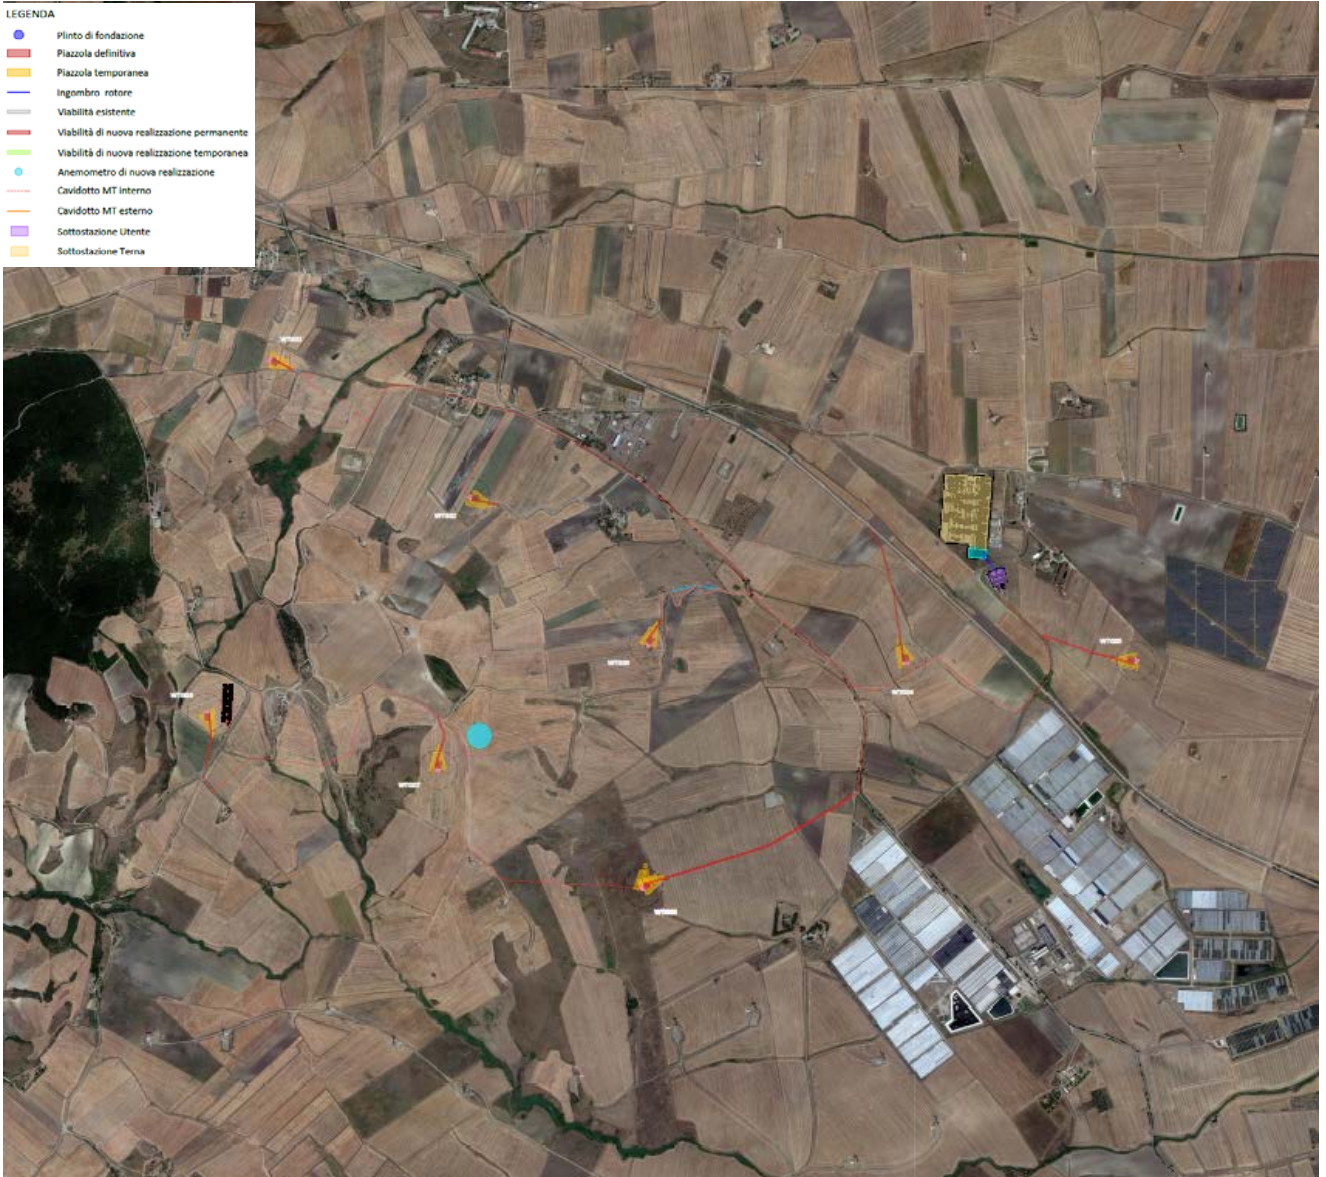 LEGENDA
Plinto di fondazione
Piazzola definitiva
Piazzola temporanea
Ingombro rotore
Viabilità esistente
Viabilità di nuova realizzazione permanente
Viabilità di nuova realizzazione temporanea
Anemometro di nuova realizzazione
Cavidotto MT interno
Cavidotto MT esterno
Sottostazione Utente
Sottostazione Terna